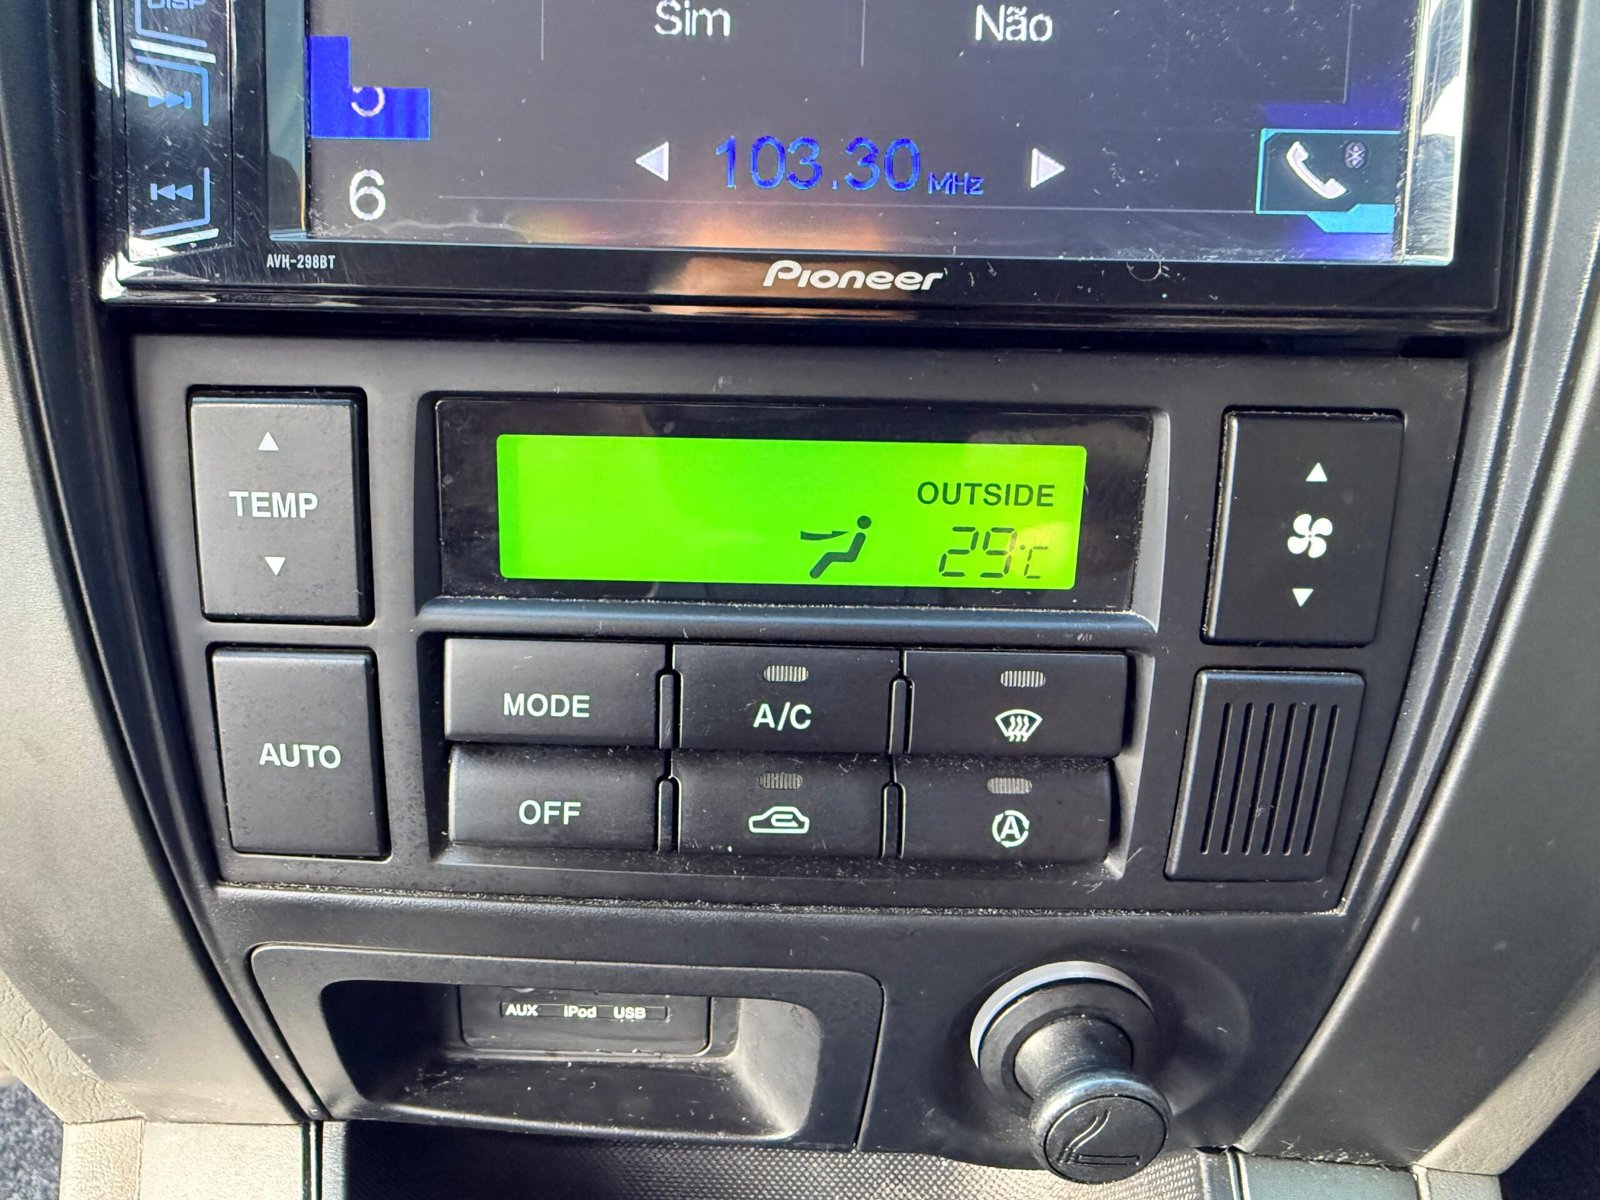 DISP
Sim Não
5
103.30 MHz
6
AVH-298BT
Pioneer
TEMP
OUTSIDE
29°C
MODE A/C
AUTO
OFF
A
AUX iPod USB